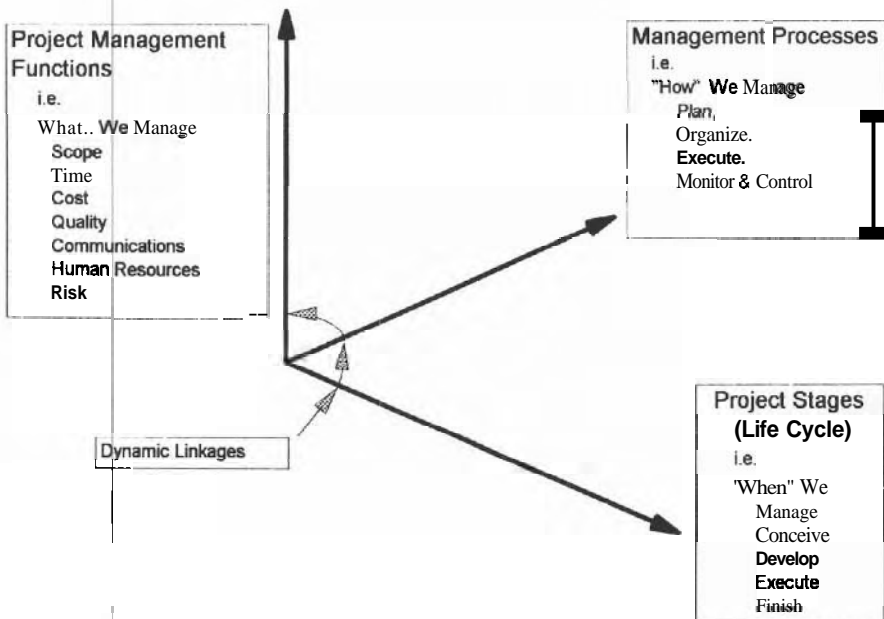 Project Management
Functions
i.e.
What.. We Manage
Scope
Time
Cost
Quality
Communications
Human Resources
Risk
Management Processes
i.e.
"How" We Manage
Plan,
Organize.
Execute.
Monitor & Control
Dynamic Linkages
Project Stages
(Life Cycle)
i.e.
'When" We
Manage
Conceive
Develop
Execute
Finish